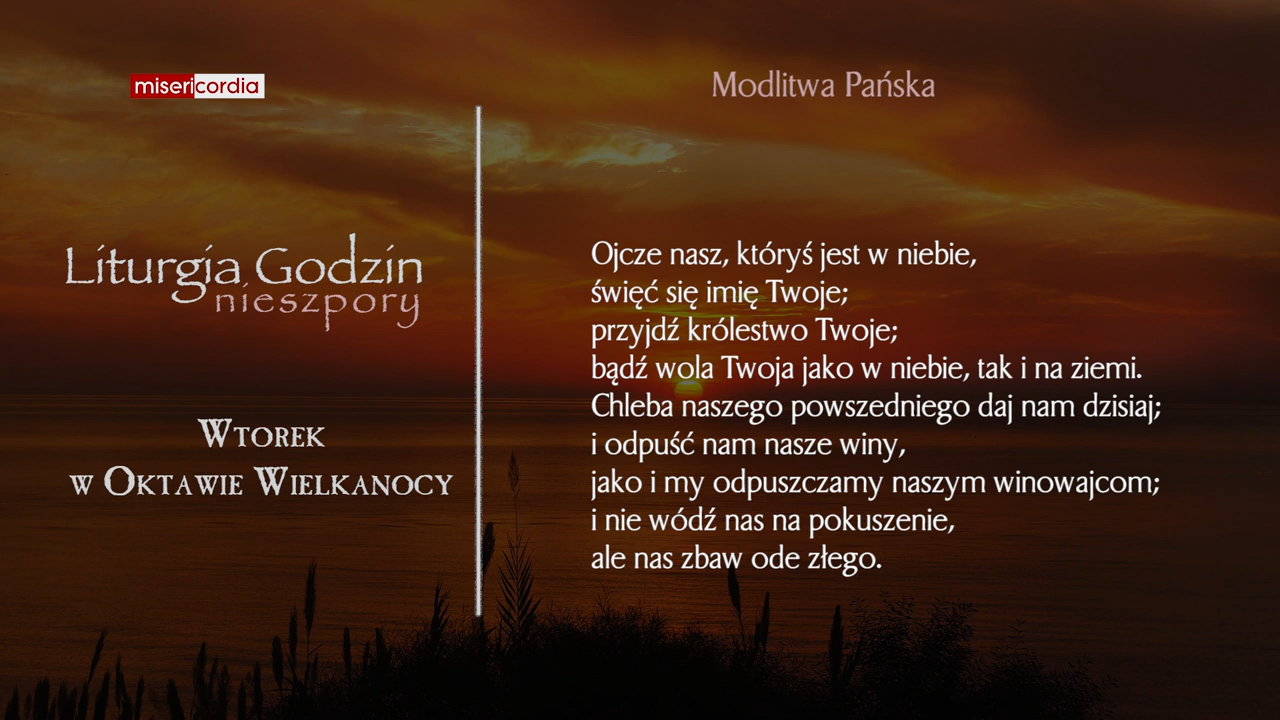 misericordia
Liturgia Godzin
nieszpory
Wtorek
w Oktawie Wielkanocy
Modlitwa Pańska
Ojcze nasz, któryś jest w niebie,
święć się imię Twoje;
przyjdź królestwo Twoje;
bądź wola Twoja jako w niebie, tak i na ziemi.
Chleba naszego powszedniego daj nam dzisiaj;
i odpuść nam nasze winy,
jako i my odpuszczamy naszym winowajcom;
i nie wódź nas na pokuszenie,
ale nas zbaw ode złego.